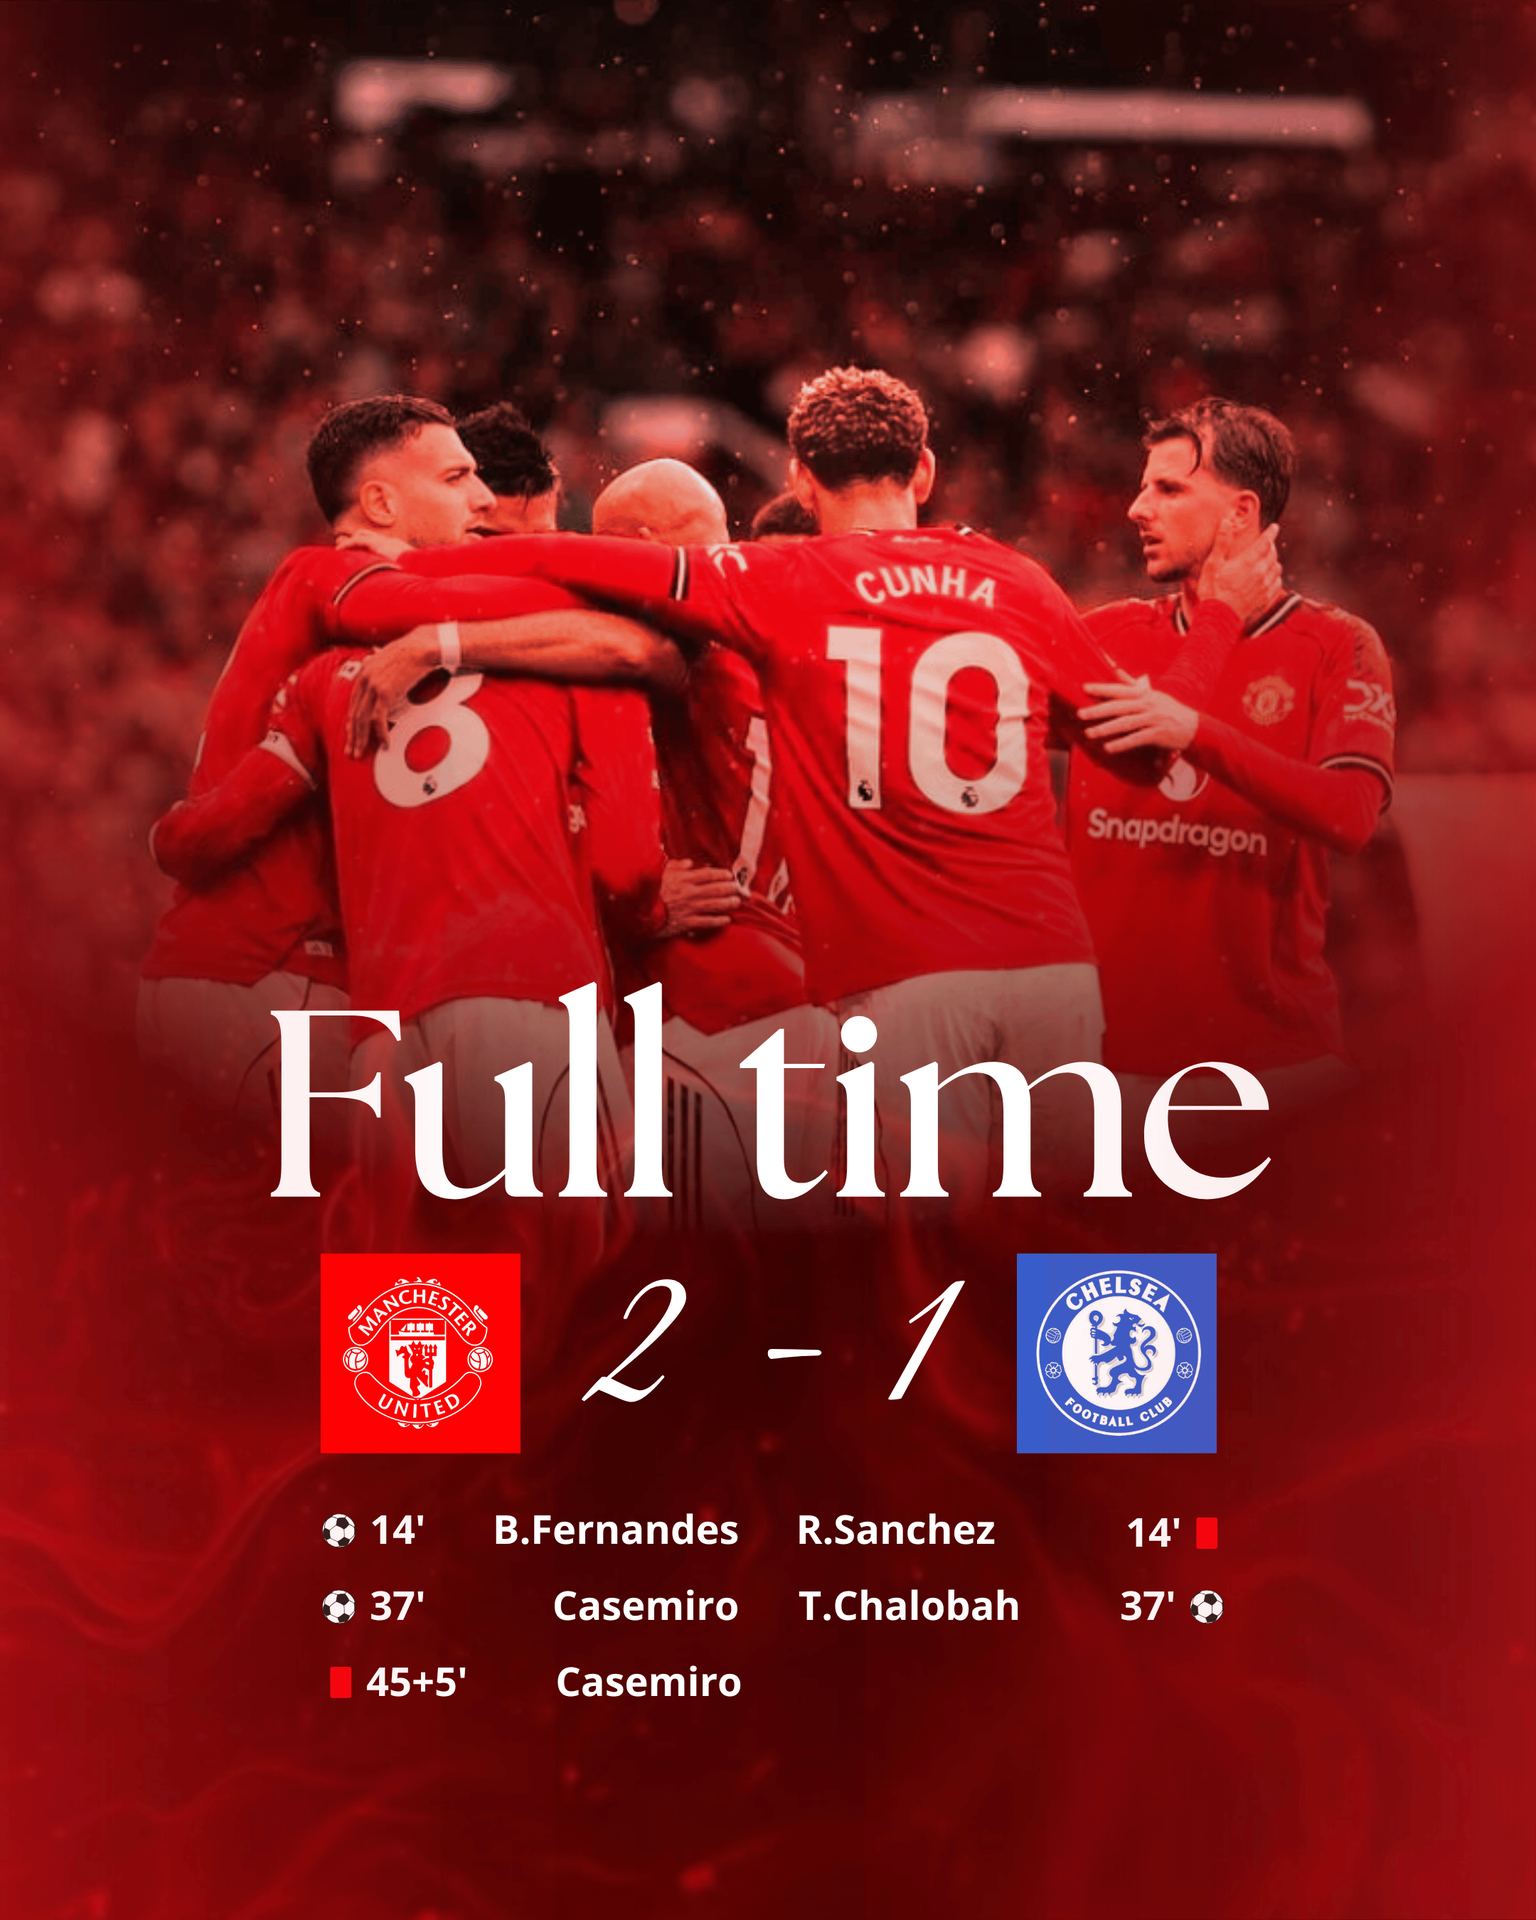 CUNHA
10
8
Snapdragon
Full time
MANCHESTER
UNITED
2 - 1
CHELSEA
FOOTBALL CLUB
14' B.Fernandes R.Sanchez 14'
37' Casemiro T.Chalobah 37'
45+5' Casemiro